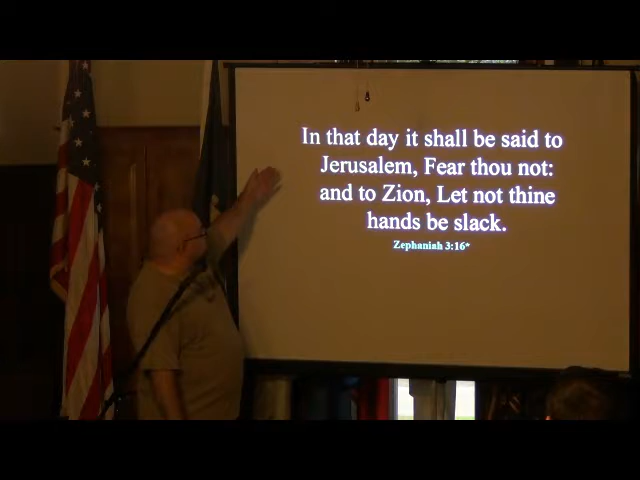 In that day it shall be said to
Jerusalem, Fear thou not:
and to Zion, Let not thine
hands be slack.
Zephaniah 3:16*